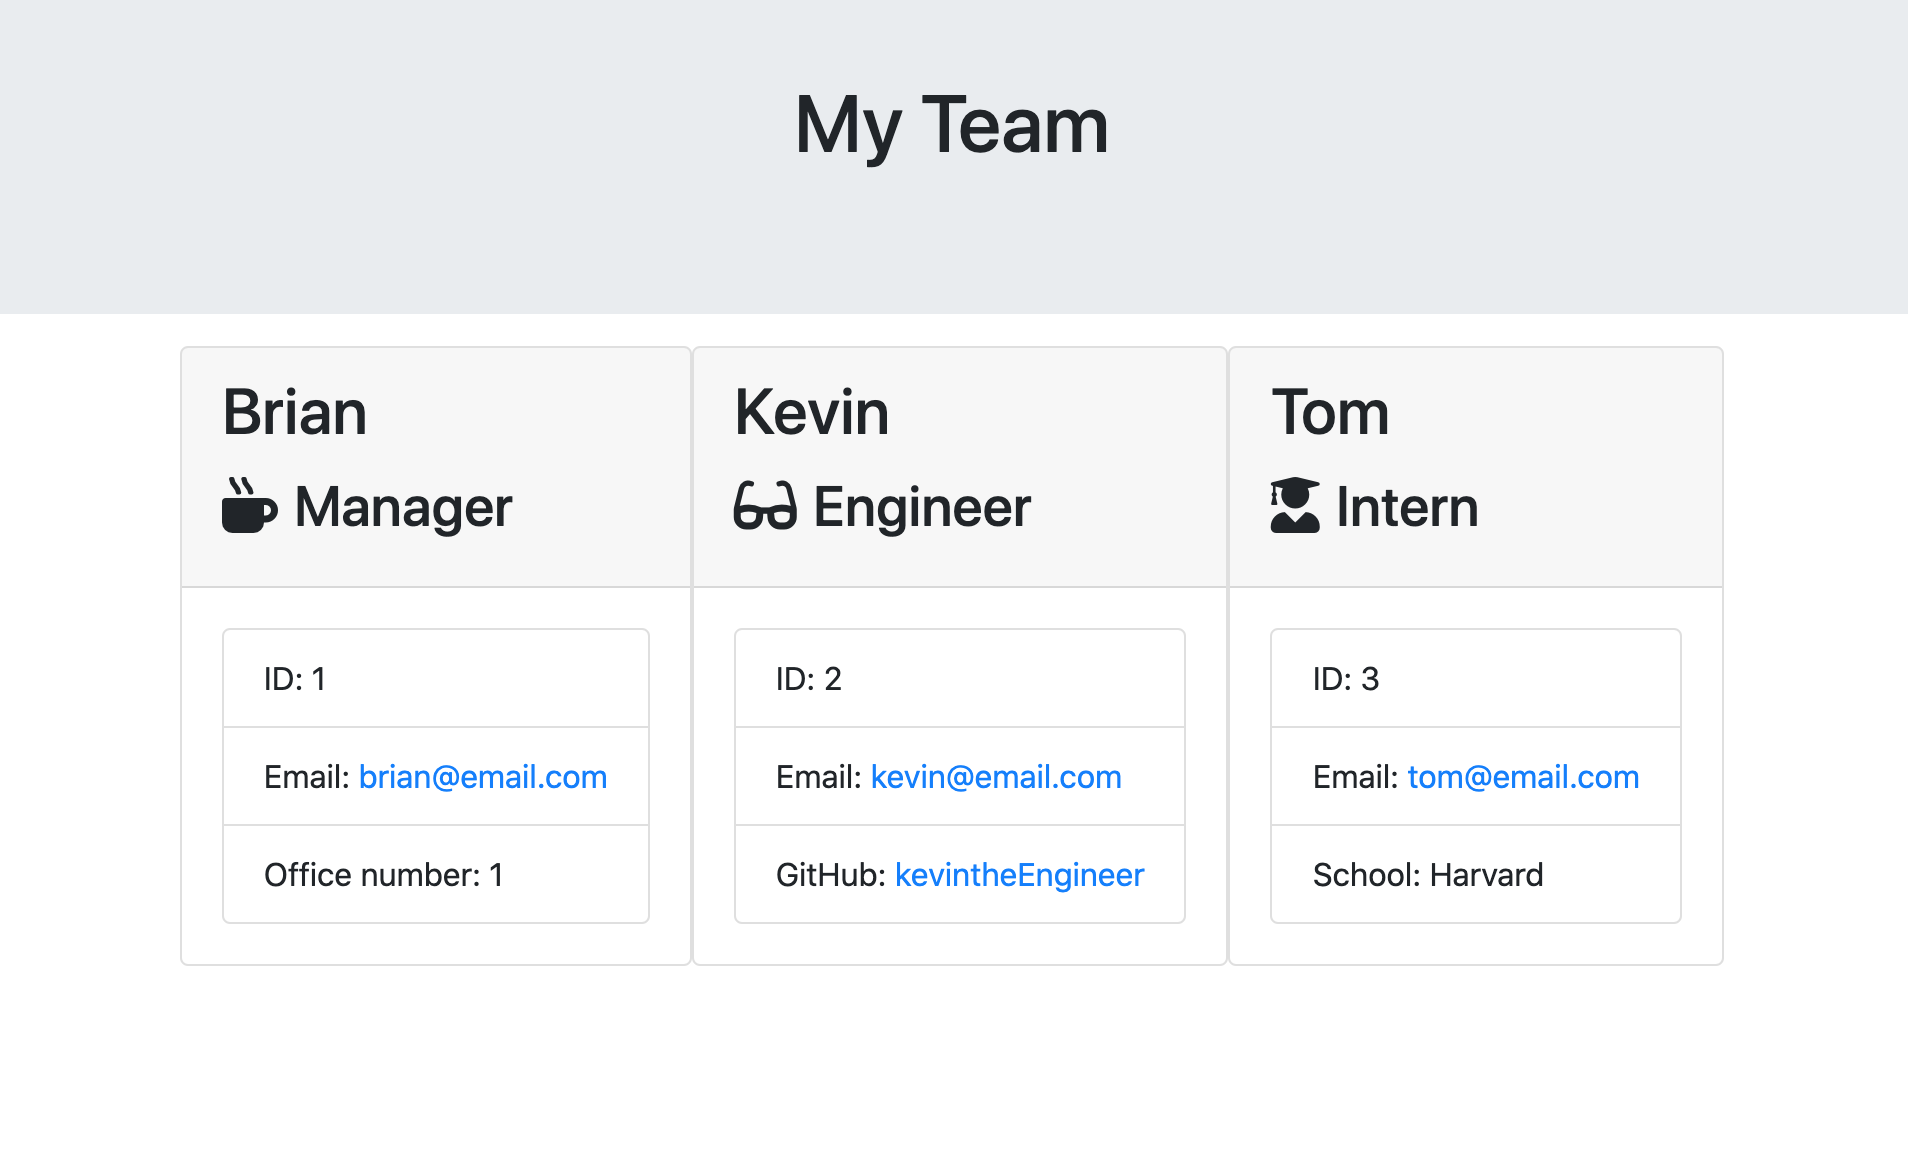 My Team
Brian
Manager
ID: 1
Email: brian@email.com
Office number: 1
Kevin
Engineer
ID: 2
Email: kevin@email.com
GitHub: kevintheEngineer
Tom
Intern
ID: 3
Email: tom@email.com
School: Harvard